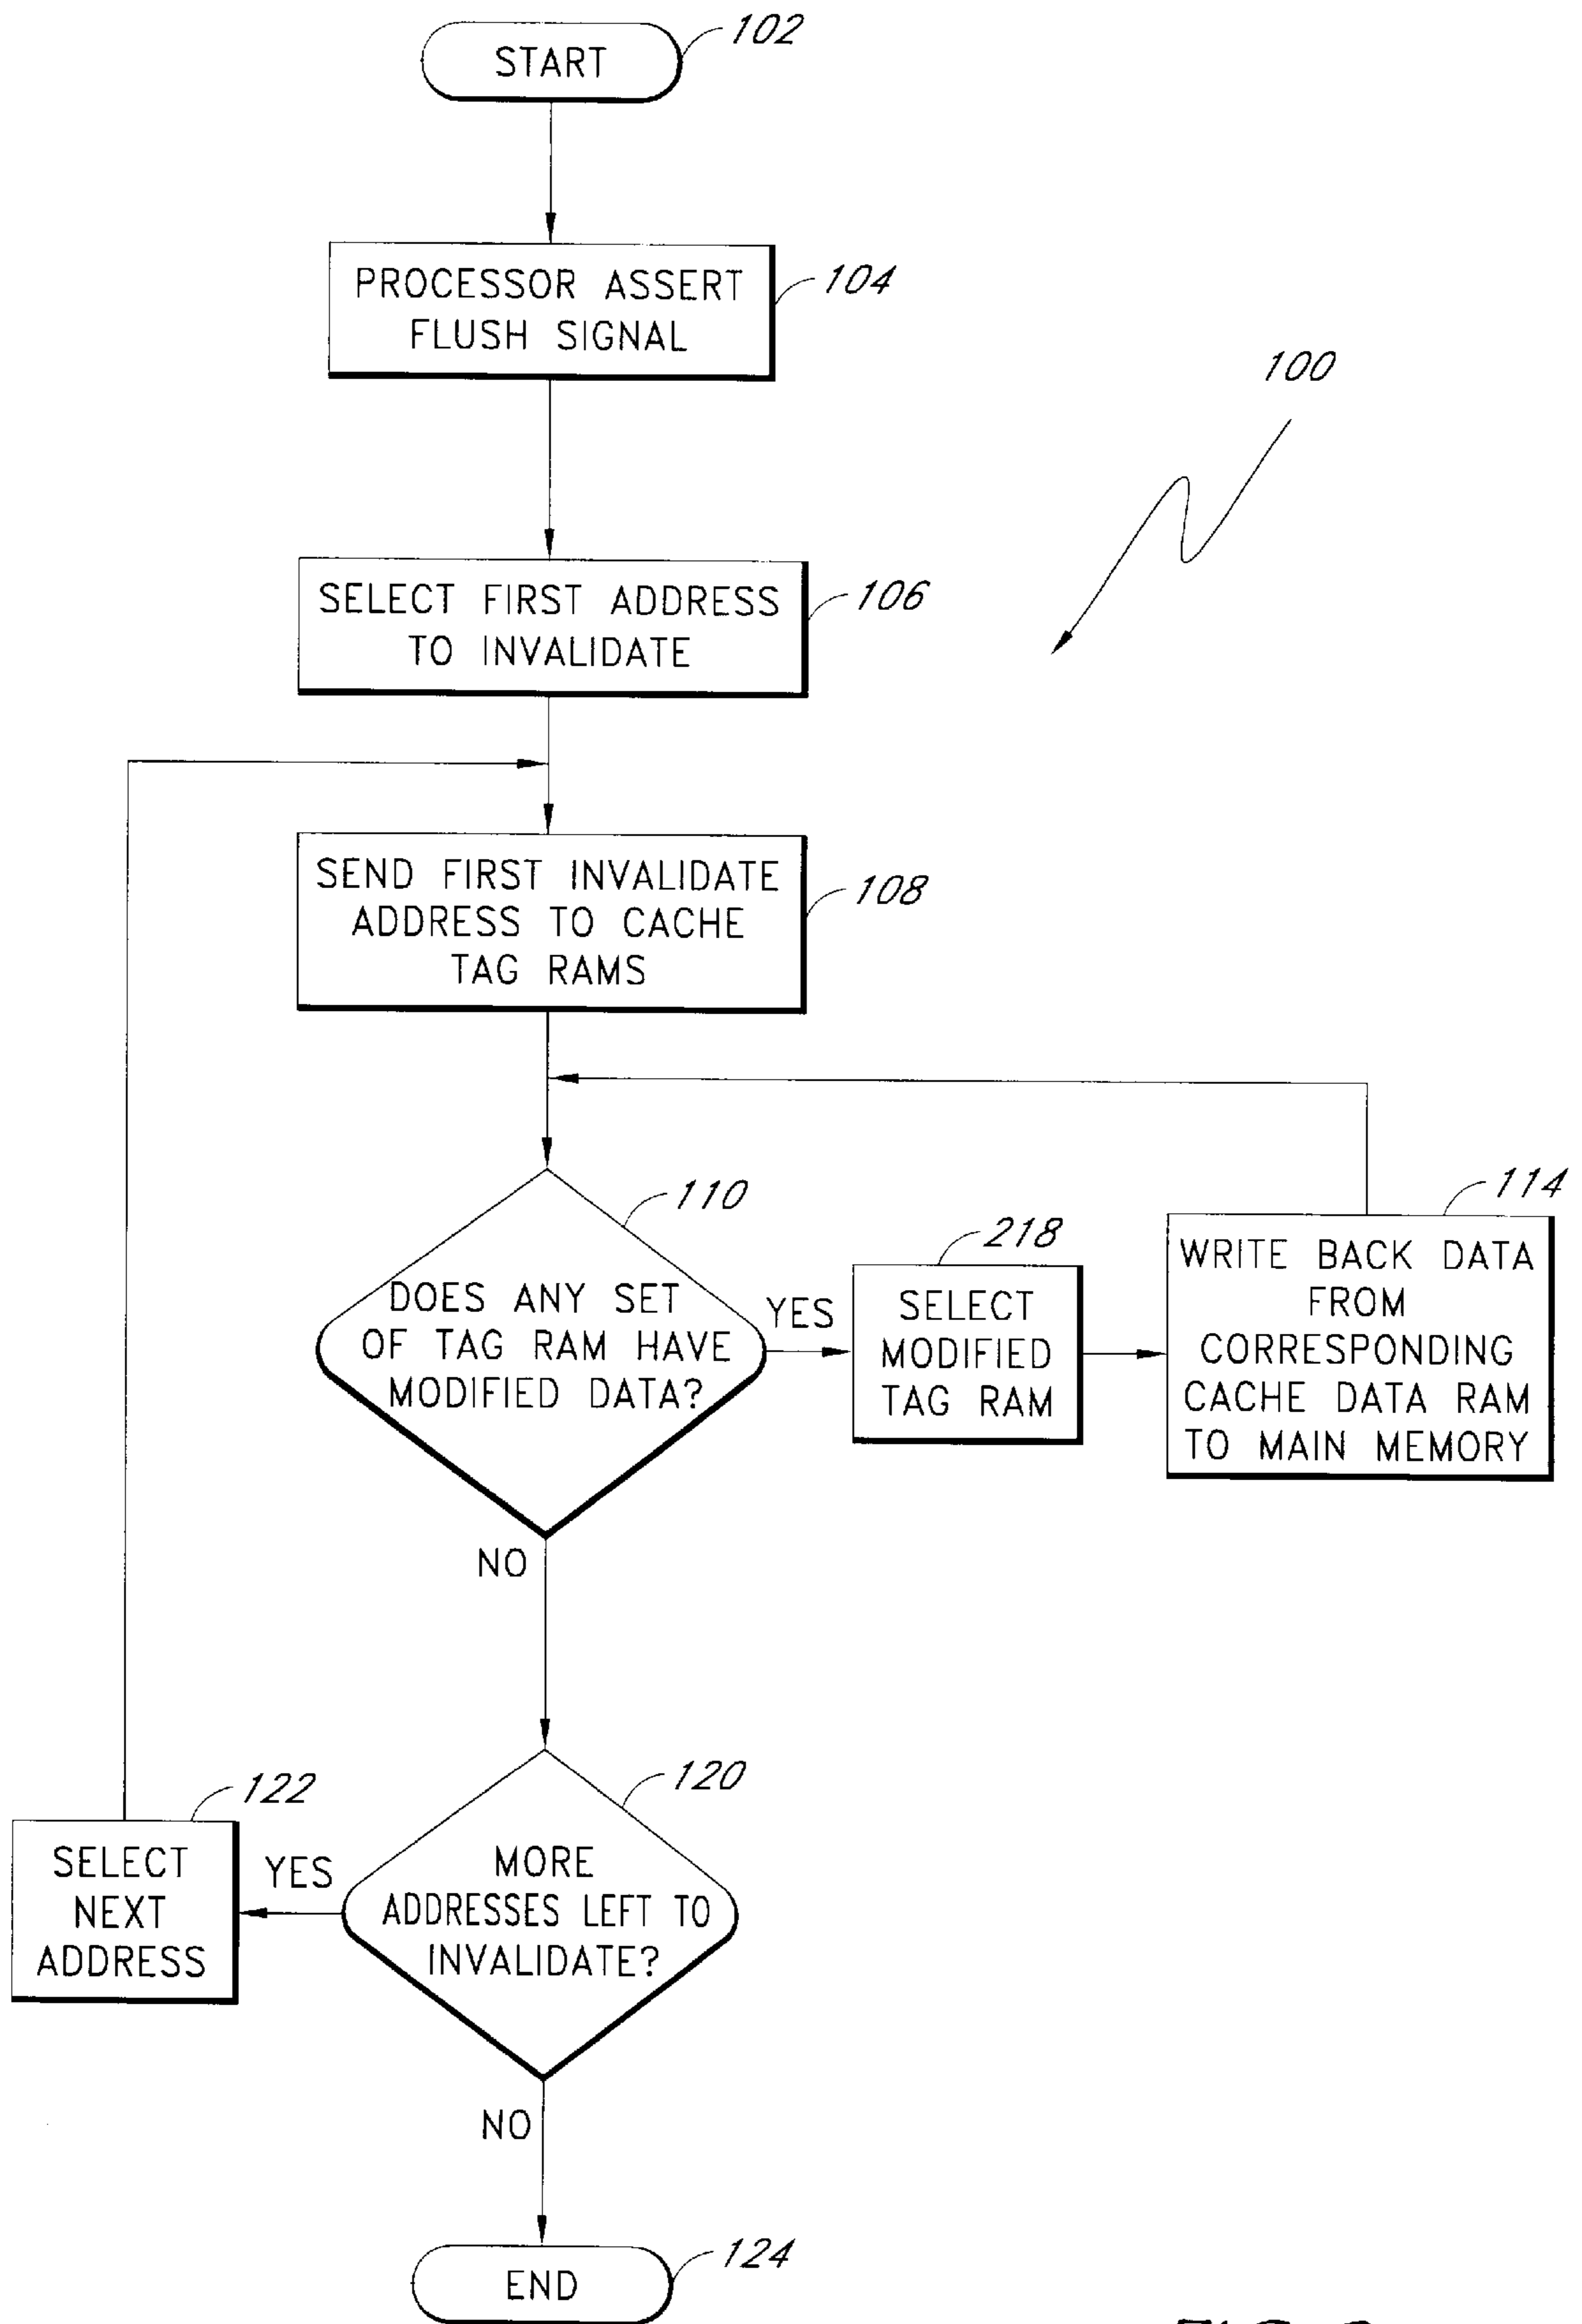 START
102
PROCESSOR ASSERT
FLUSH SIGNAL
104
100
SELECT FIRST ADDRESS
TO INVALIDATE
106
SEND FIRST INVALIDATE
ADDRESS TO CACHE
TAG RAMS
108
DOES ANY SET
OF TAG RAM HAVE
MODIFIED DATA?
110
YES
SELECT
MODIFIED
TAG RAM
218
WRITE BACK DATA
FROM
CORRESPONDING
CACHE DATA RAM
TO MAIN MEMORY
114
NO
MORE
ADDRESSES LEFT TO
INVALIDATE?
120
YES
SELECT
NEXT
ADDRESS
122
NO
END
124